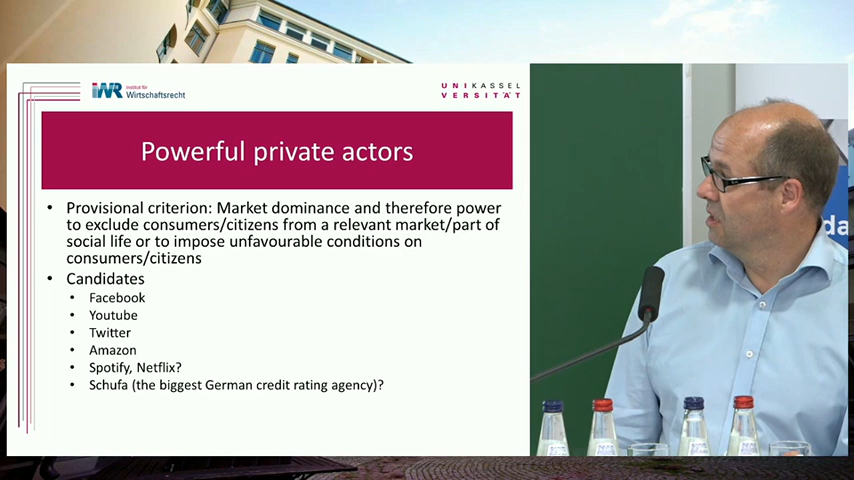 iWR Institut für
Wirtschaftsrecht
UNIKASSEL
VERSITÄT
Powerful private actors
• Provisional criterion: Market dominance and therefore power
to exclude consumers/citizens from a relevant market/part of
social life or to impose unfavourable conditions on
consumers/citizens
• Candidates
• Facebook
• Youtube
• Twitter
• Amazon
• Spotify, Netflix?
• Schufa (the biggest German credit rating agency)?
da